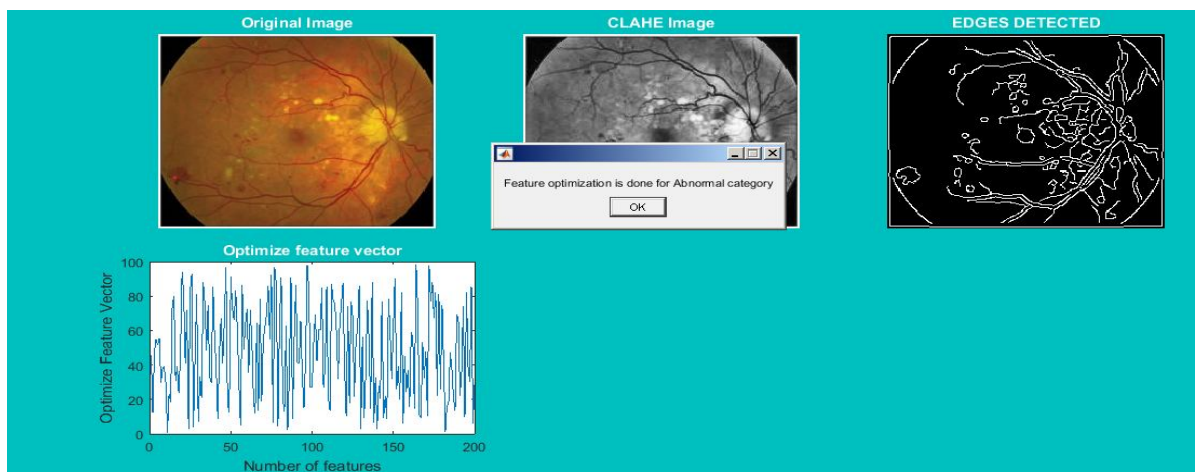 Original Image
CLAHE Image
EDGES DETECTED
Feature optimization is done for Abnormal category
OK
Optimize feature vector
Optimize Feature Vector
100
80
60
40
20
0
0 50 100 150 200
Number of features